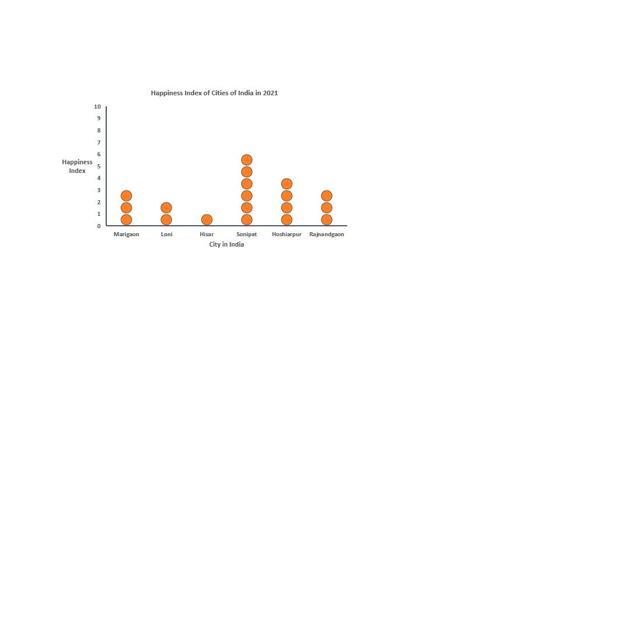 Happiness Index of Cities of India in 2021
10
9
8
7
6
5
4
3
2
1
0
Happiness
Index
Marigaon Loni Hisar Sonipat Hoshiarpur Rajnandgaon
City in India